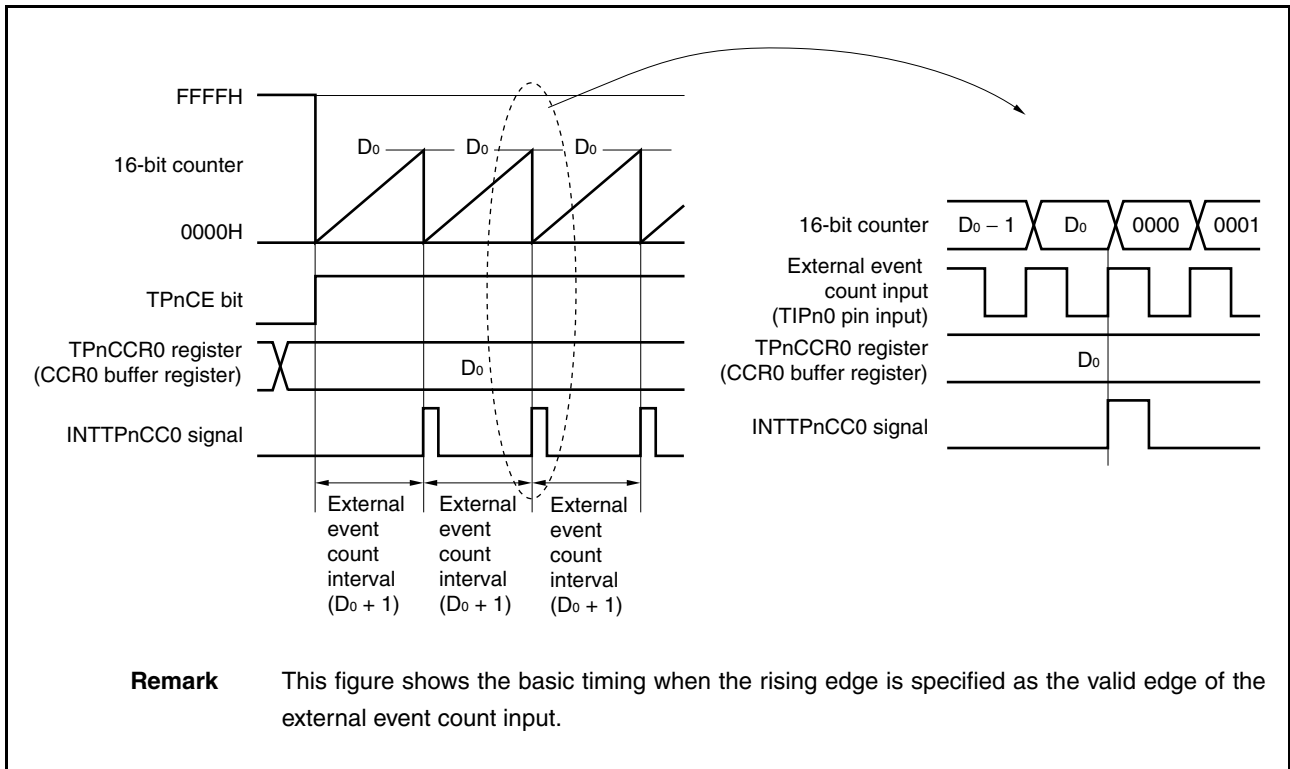 FFFFH
16-bit counter
0000H
D0 D0 D0
TPnCE bit
TPnCCR0 register
(CCR0 buffer register)
D0
INTTPnCC0 signal
External
event
count
interval
(D0 + 1)
External
event
count
interval
(D0 + 1)
External
event
count
interval
(D0 + 1)
16-bit counter
D0 − 1 D0 0000 0001
External event
count input
(TIPn0 pin input)
TPnCCR0 register
(CCR0 buffer register)
D0
INTTPnCC0 signal
Remark This figure shows the basic timing when the rising edge is specified as the valid edge of the
external event count input.